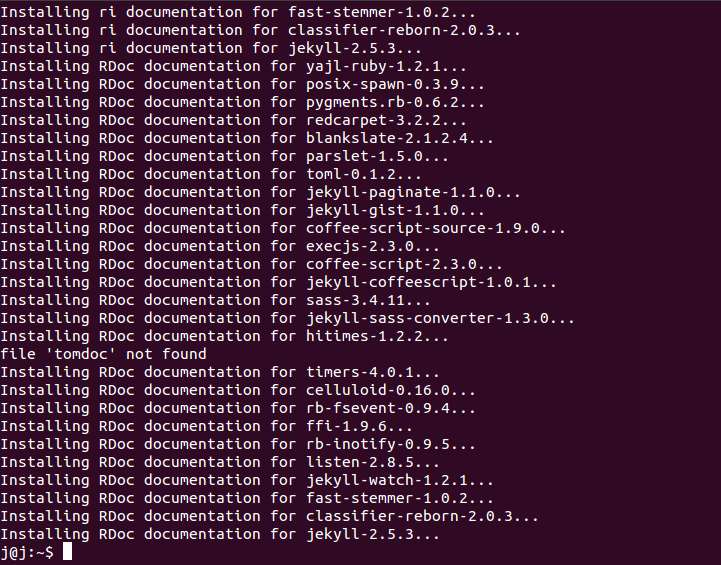 Installing ri documentation for fast-stemmer-1.0.2...
Installing ri documentation for classifier-reborn-2.0.3...
Installing ri documentation for jekyll-2.5.3...
Installing RDoc documentation for yajl-ruby-1.2.1...
Installing RDoc documentation for posix-spawn-0.3.9...
Installing RDoc documentation for pygments.rb-0.6.2...
Installing RDoc documentation for redcarpet-3.2.2...
Installing RDoc documentation for blankslate-2.1.2.4...
Installing RDoc documentation for parslet-1.5.0...
Installing RDoc documentation for toml-0.1.2...
Installing RDoc documentation for jekyll-paginate-1.1.0...
Installing RDoc documentation for jekyll-gist-1.1.0...
Installing RDoc documentation for coffee-script-source-1.9.0...
Installing RDoc documentation for execjs-2.3.0...
Installing RDoc documentation for coffee-script-2.3.0...
Installing RDoc documentation for jekyll-coffeescript-1.0.1...
Installing RDoc documentation for sass-3.4.11...
Installing RDoc documentation for jekyll-sass-converter-1.3.0...
Installing RDoc documentation for hitimes-1.2.2...
file 'tomdoc' not found
Installing RDoc documentation for timers-4.0.1...
Installing RDoc documentation for celluloid-0.16.0...
Installing RDoc documentation for rb-fsevent-0.9.4...
Installing RDoc documentation for ffi-1.9.6...
Installing RDoc documentation for rb-inotify-0.9.5...
Installing RDoc documentation for listen-2.8.5...
Installing RDoc documentation for jekyll-watch-1.2.1...
Installing RDoc documentation for fast-stemmer-1.0.2...
Installing RDoc documentation for classifier-reborn-2.0.3...
Installing RDoc documentation for jekyll-2.5.3...
j@j:~$